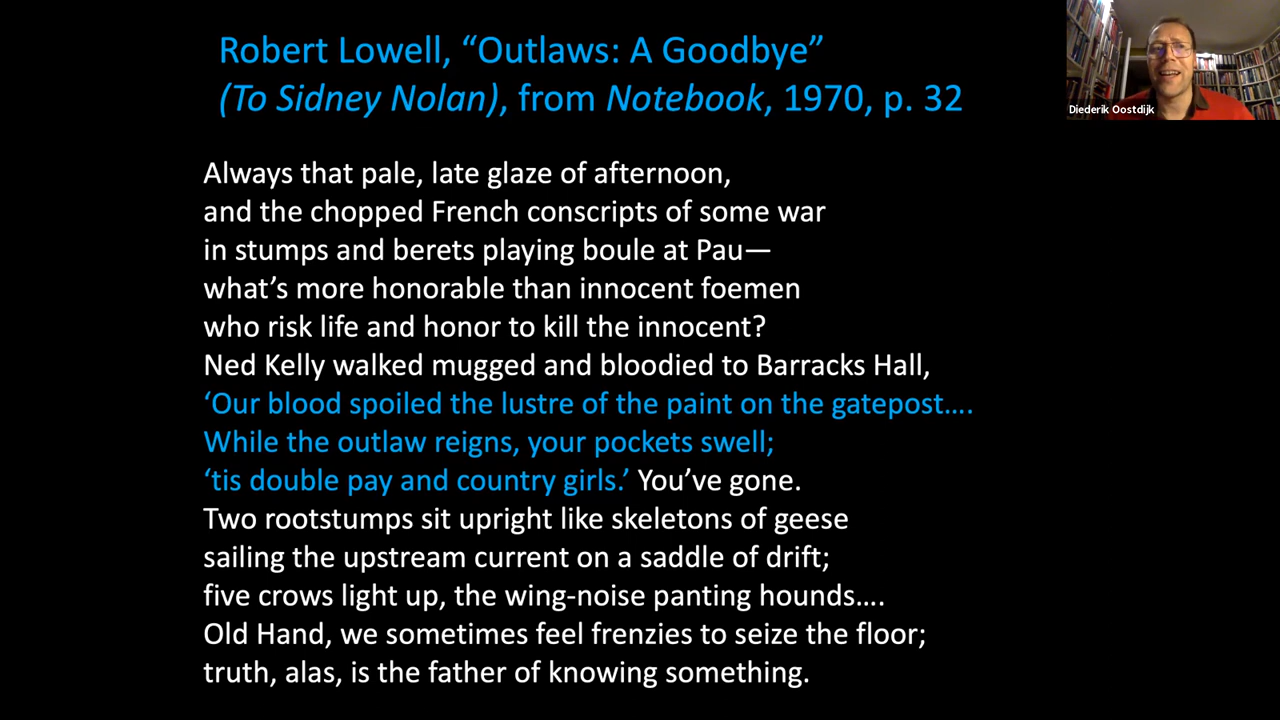 Robert Lowell, “Outlaws: A Goodbye”
(To Sidney Nolan), from Notebook, 1970, p. 32
Diederik Oostdijk
Always that pale, late glaze of afternoon,
and the chopped French conscripts of some war
in stumps and berets playing boule at Pau—
what’s more honorable than innocent foemen
who risk life and honor to kill the innocent?
Ned Kelly walked mugged and bloodied to Barracks Hall,
‘Our blood spoiled the lustre of the paint on the gatepost….
While the outlaw reigns, your pockets swell;
‘tis double pay and country girls.’ You’ve gone.
Two rootstumps sit upright like skeletons of geese
sailing the upstream current on a saddle of drift;
five crows light up, the wing-noise panting hounds….
Old Hand, we sometimes feel frenzies to seize the floor;
truth, alas, is the father of knowing something.